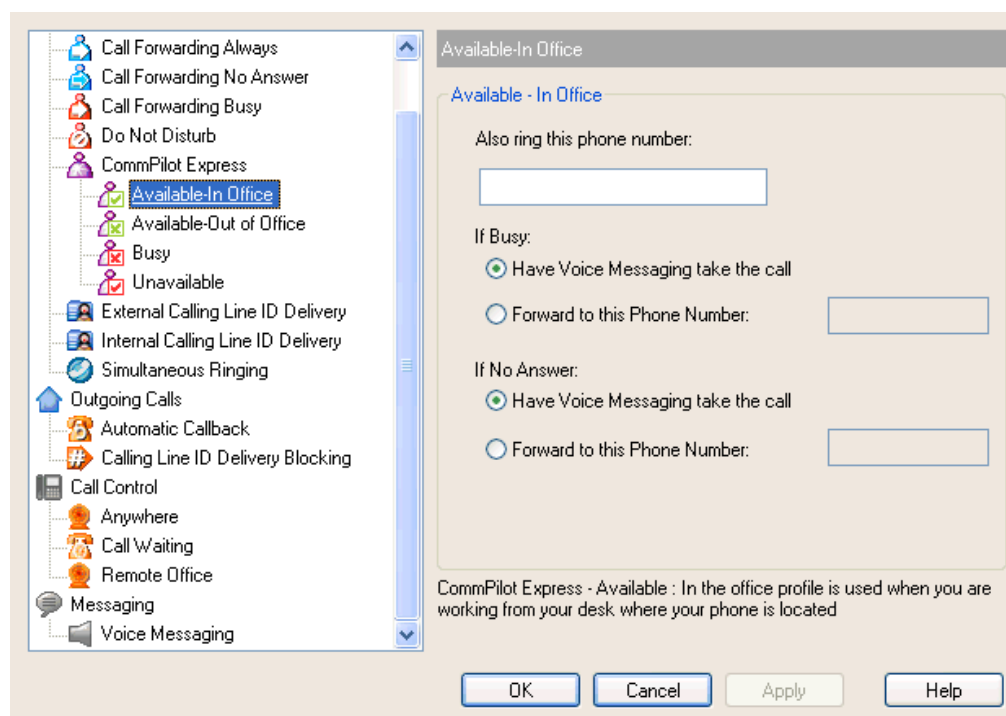 Call Forwarding Always
Call Forwarding No Answer
Call Forwarding Busy
Do Not Disturb
CommPilot Express
Available-In Office
Available-Out of Office
Busy
Unavailable
External Calling Line ID Delivery
Internal Calling Line ID Delivery
Simultaneous Ringing
Outgoing Calls
Automatic Callback
Calling Line ID Delivery Blocking
Call Control
Anywhere
Call Waiting
Remote Office
Messaging
Voice Messaging
Available-In Office
Available - In Office
Also ring this phone number:
If Busy:
Have Voice Messaging take the call
Forward to this Phone Number:
If No Answer:
Have Voice Messaging take the call
Forward to this Phone Number:
CommPilot Express - Available : In the office profile is used when you are
working from your desk where your phone is located
OK
Cancel
Apply
Help